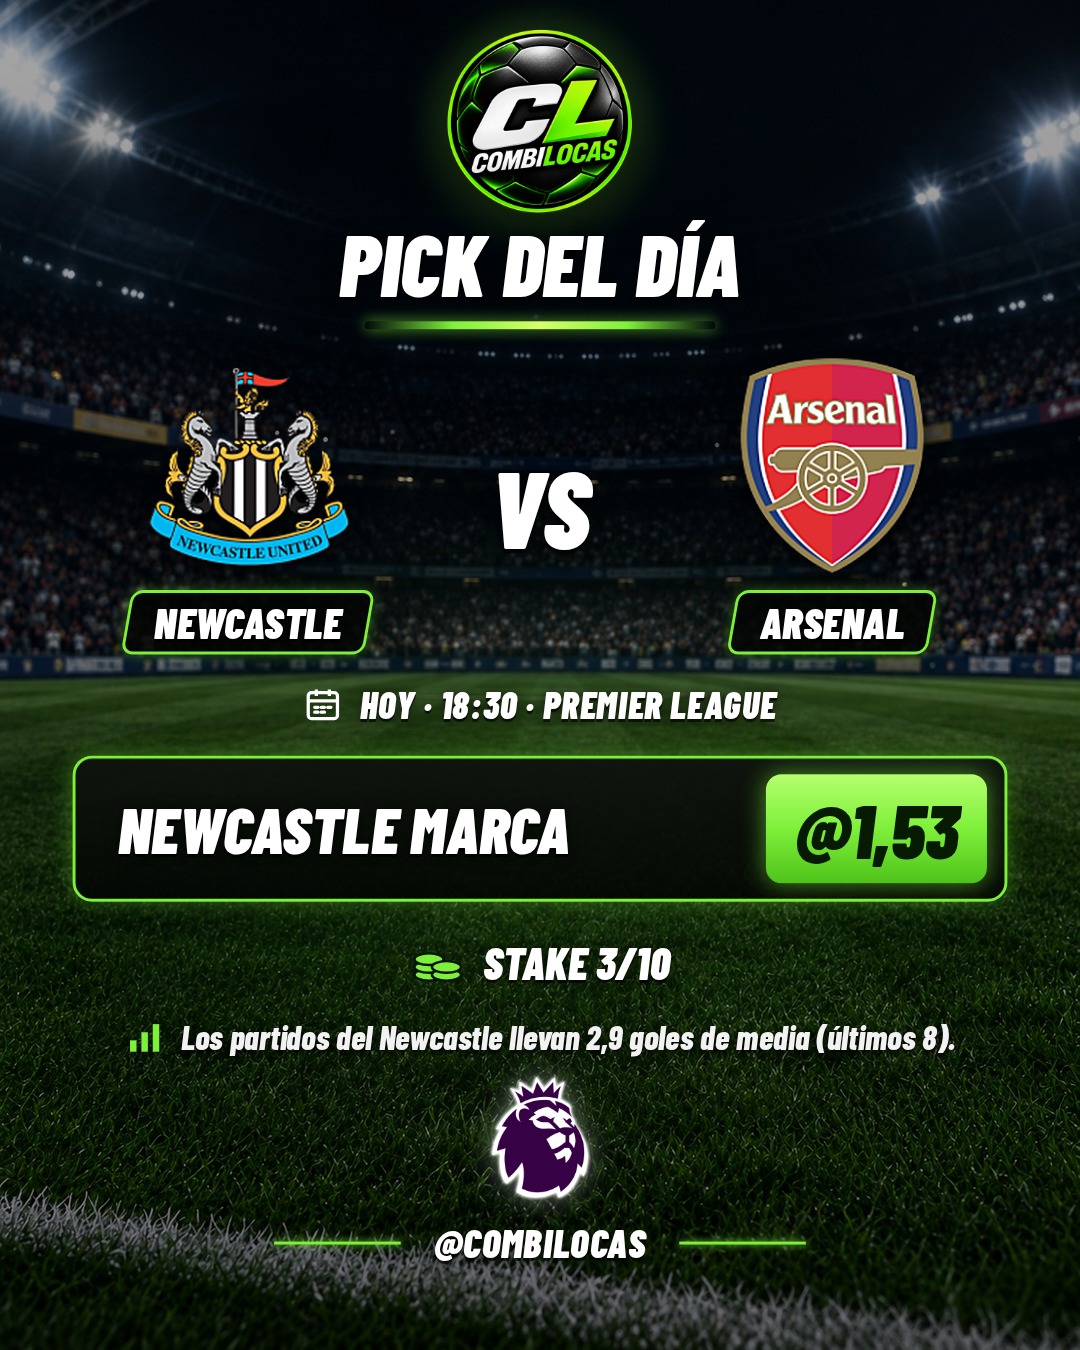 CL
COMBILOCAS
PICK DEL DÍA
NEWCASTLE UNITED
Arsenal
VS
NEWCASTLE
ARSENAL
HOY · 18:30 · PREMIER LEAGUE
NEWCASTLE MARCA
@1,53
STAKE 3/10
Los partidos del Newcastle llevan 2,9 goles de media (últimos 8).
@COMBILOCAS